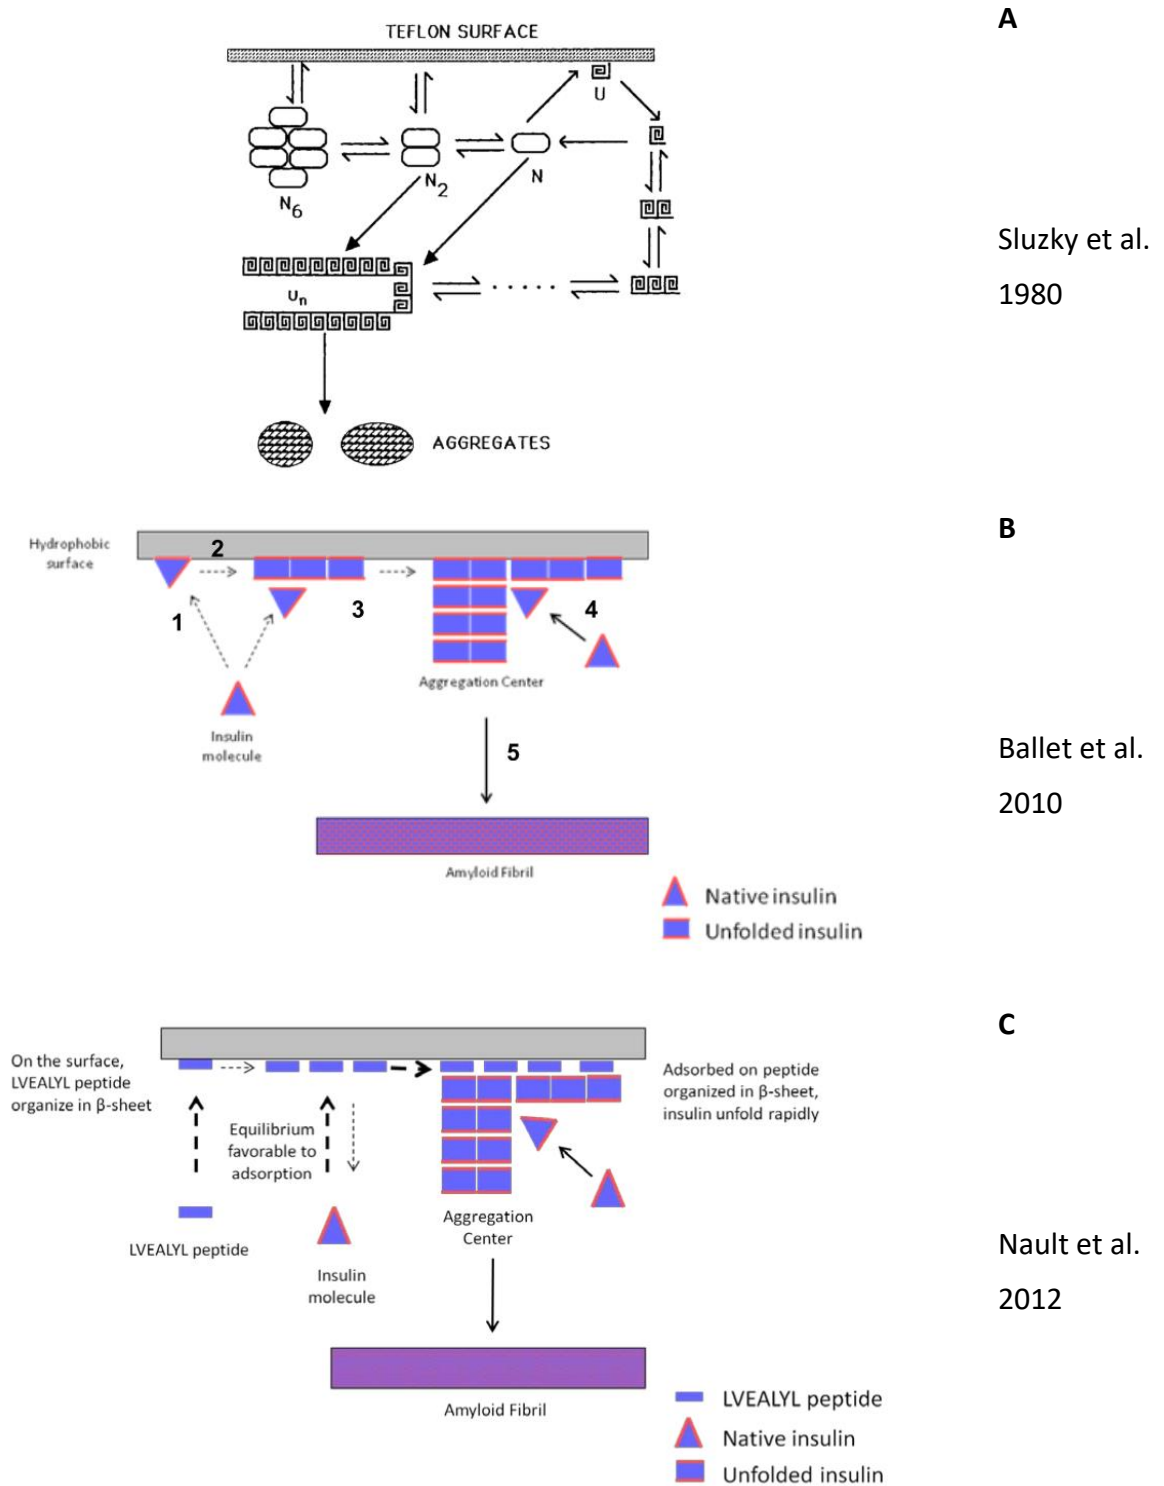 A
TEFLON SURFACE
U
N
N2
N6
Un
Sluzky et al.
1980
AGGREGATES
B
Hydrophobic
surface
2
1
3
4
Aggregation Center
Insulin
molecule
5
Ballet et al.
2010
Amyloid Fibril
Native insulin
Unfolded insulin
C
On the surface,
LVEALYL peptide
organize in β-sheet
Equilibrium
favorable to
adsorption
Adsorbed on peptide
organized in β-sheet,
insulin unfold rapidly
LVEALYL peptide
Insulin
molecule
Aggregation
Center
Nault et al.
2012
Amyloid Fibril
LVEALYL peptide
Native insulin
Unfolded insulin